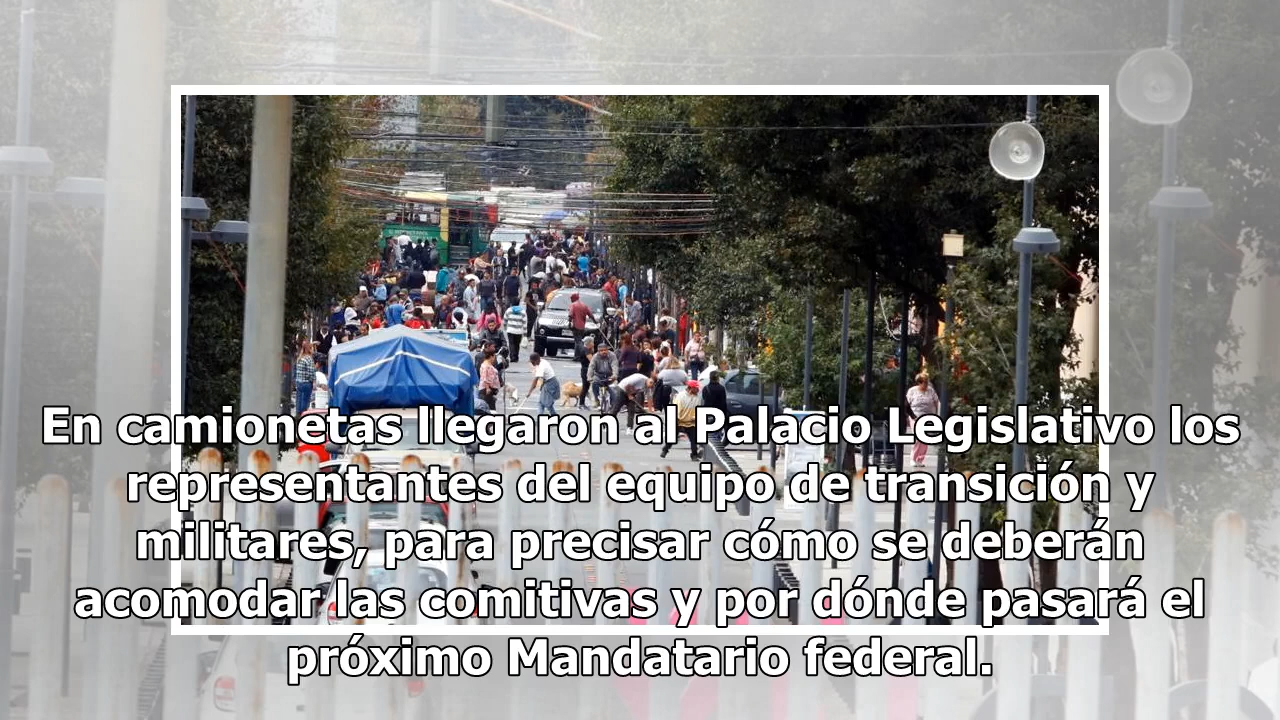 En camionetas llegaron al Palacio Legislativo los
representantes del equipo de transición y
militares, para precisar cómo se deberán
acomodar las comitivas y por dónde pasará el
próximo Mandatario federal.